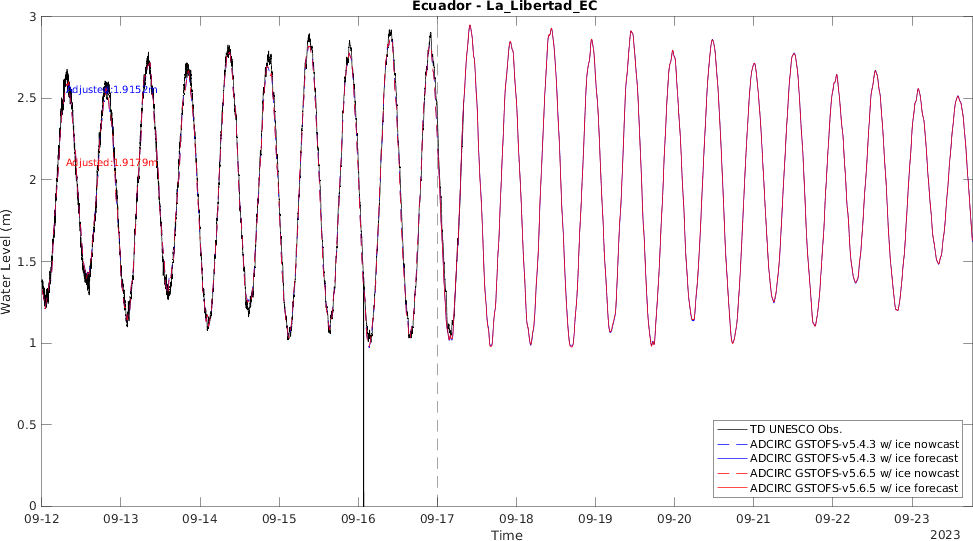 Ecuador - La_Libertad_EC
3
2.5
2
1.5
1
0.5
0
Water Level (m)
Adjusted:1.9152m
Adjusted:1.9179m
TD UNESCO Obs.
ADCIRC GSTOFS-v5.4.3 w/ ice nowcast
ADCIRC GSTOFS-v5.4.3 w/ ice forecast
ADCIRC GSTOFS-v5.6.5 w/ ice nowcast
ADCIRC GSTOFS-v5.6.5 w/ ice forecast
09-12 09-13 09-14 09-15 09-16 09-17 09-18 09-19 09-20 09-21 09-22 09-23
Time
2023